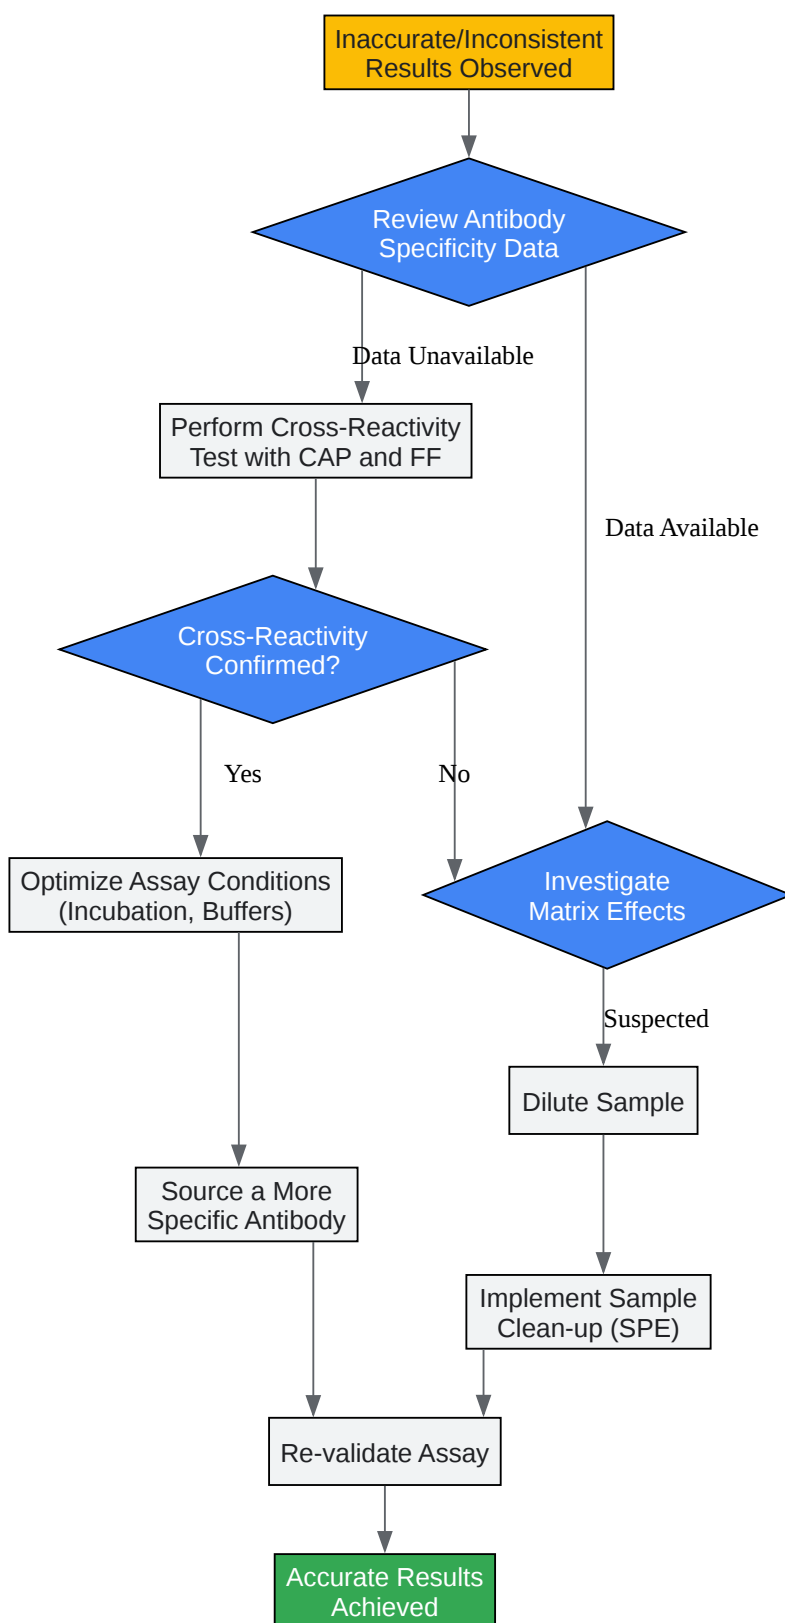 Inaccurate/Inconsistent
Results Observed
Review Antibody
Specificity Data
Data Unavailable
Perform Cross-Reactivity
Test with CAP and FF
Data Available
Cross-Reactivity
Confirmed?
Yes
No
Optimize Assay Conditions
(Incubation, Buffers)
Investigate
Matrix Effects
Suspected
Dilute Sample
Source a More
Specific Antibody
Implement Sample
Clean-up (SPE)
Re-validate Assay
Accurate Results
Achieved